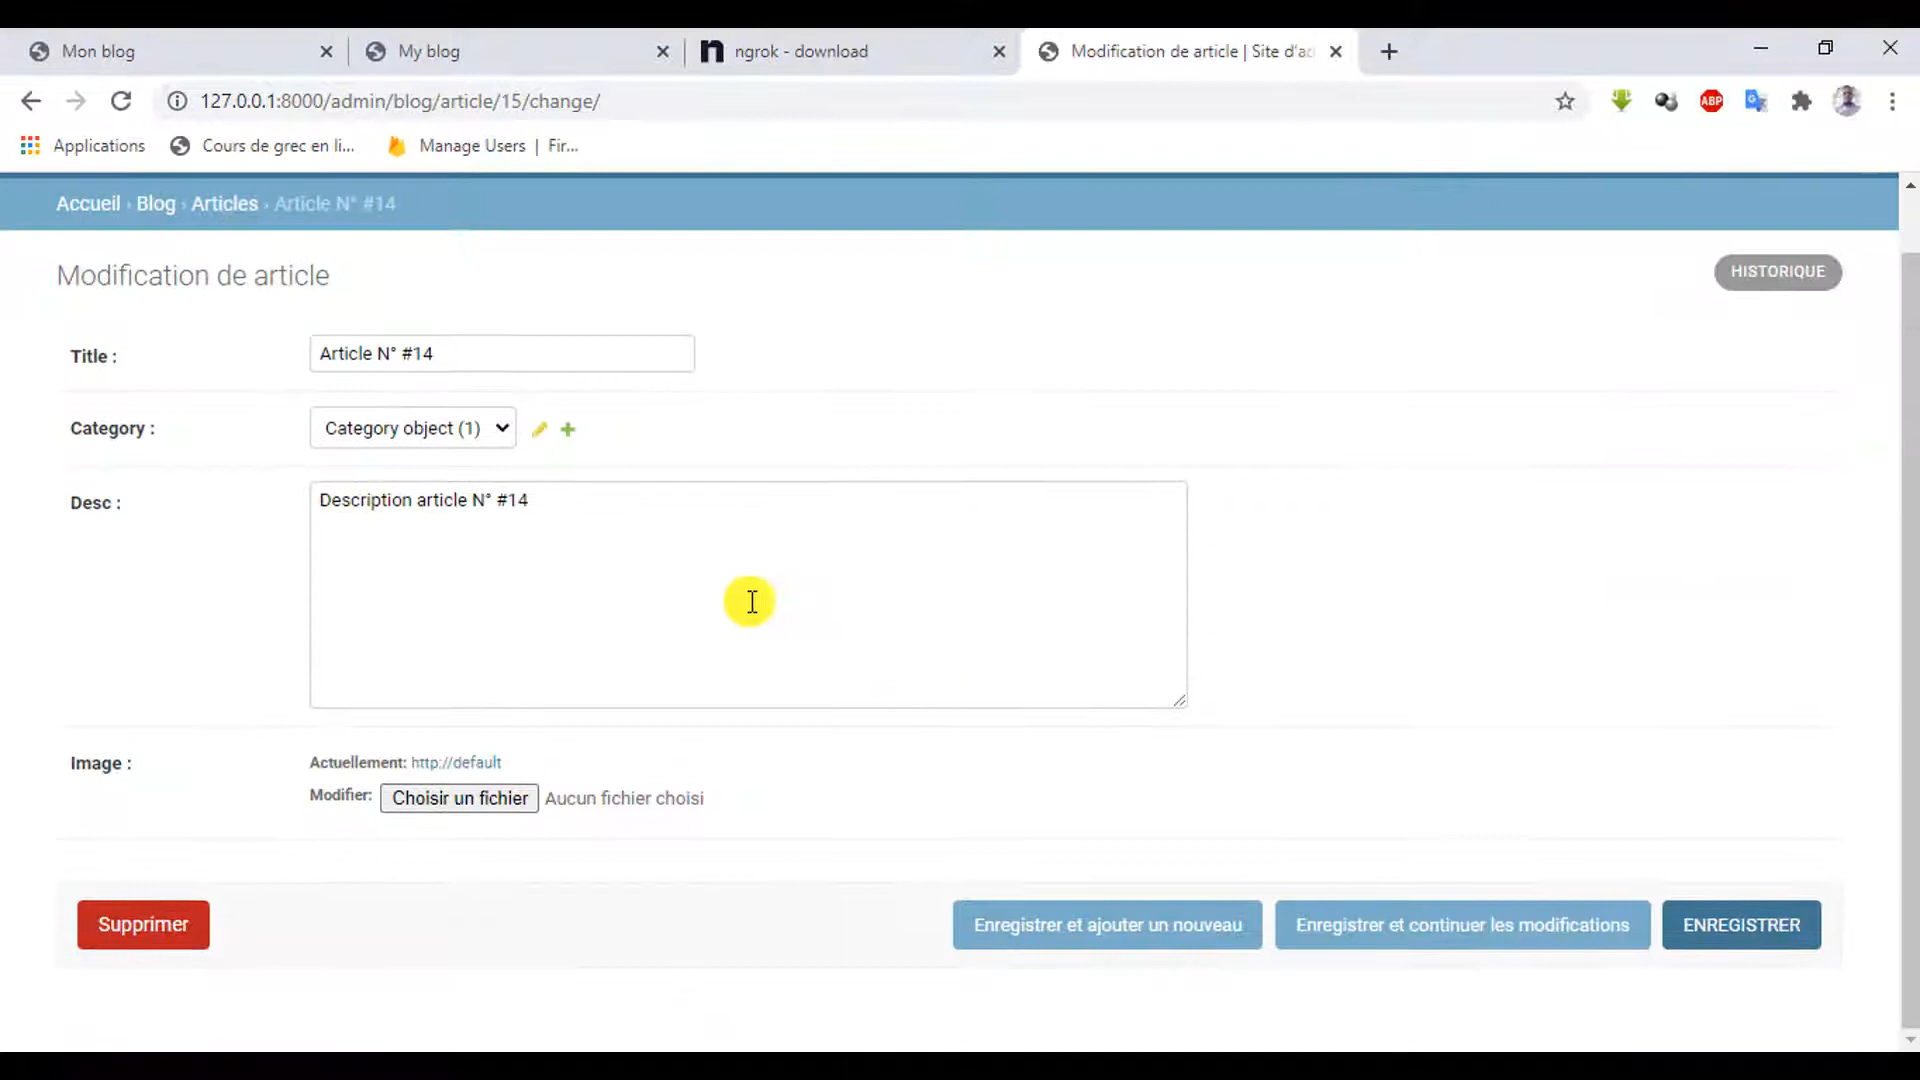 Mon blog
My blog
ngrok - download
Modification de article | Site d'ad
127.0.0.1:8000/admin/blog/article/15/change/
ABP
Applications
Cours de grec en li...
Manage Users | Fir...
Accueil › Blog › Articles › Article N° #14
Modification de article
HISTORIQUE
Title :
Article N° #14
Category :
Category object (1)
Desc :
Description article N° #14
Image :
Actuellement: http://default
Modifier: Choisir un fichier Aucun fichier choisi
Supprimer
Enregistrer et ajouter un nouveau
Enregistrer et continuer les modifications
ENREGISTRER